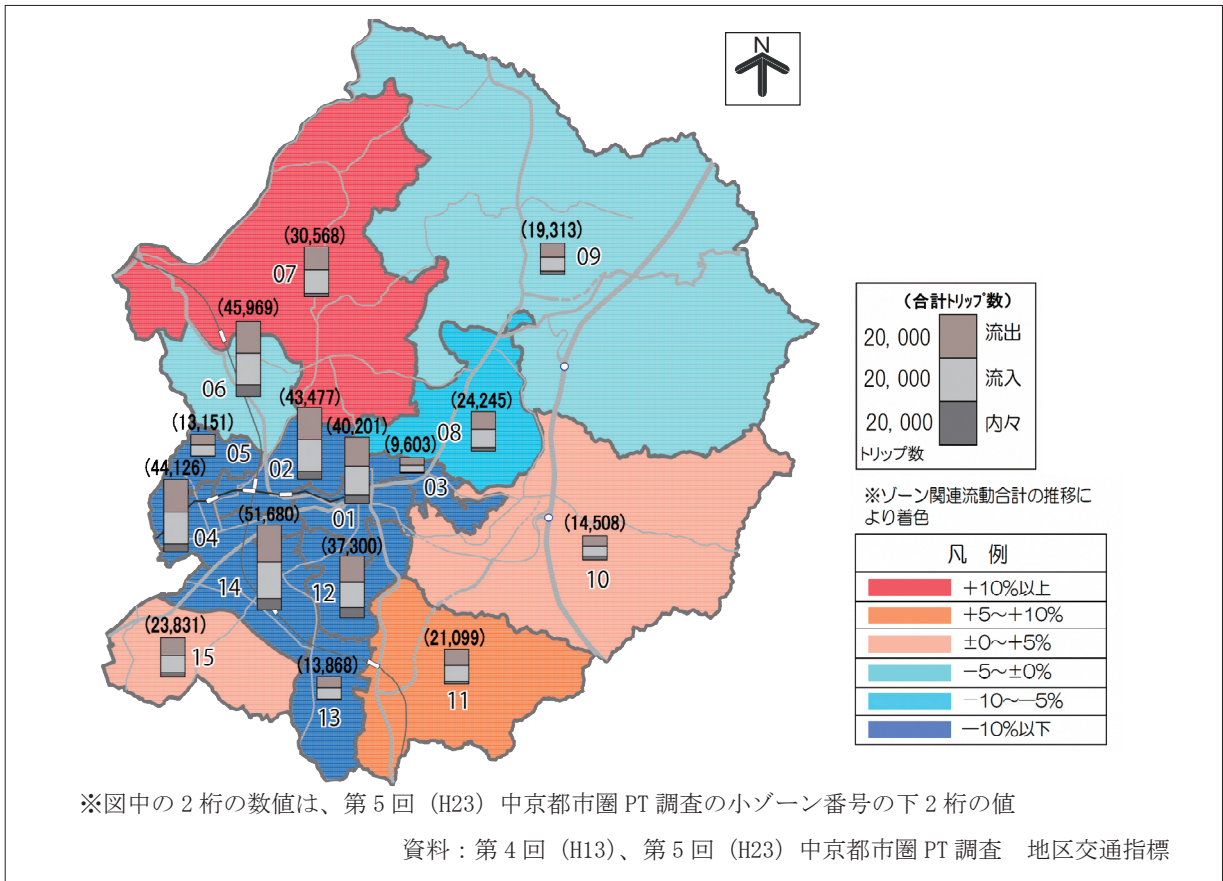 N
(30,568)
07
(19,313)
09
(45,969)
06
(43,477)
02
(40,201)
01
(24,245)
08
(9,603)
03
(13,151)
05
(44,126)
04
(51,680)
14
(37,300)
12
(14,508)
10
(23,831)
15
(13,868)
13
(21,099)
11
(合計トリップ数)
20,000 流出
20,000 流入
20,000 内々
トリップ数
※ゾーン関連流動合計の推移に
より着色
凡 例
+10%以上
+5～+10%
±0～+5%
−5～±0%
−10～−5%
−10%以下
※図中の2桁の数値は、第5回(H23)中京都市圏PT調査の小ゾーン番号の下2桁の値
資料：第4回(H13)、第5回(H23)中京都市圏PT調査 地区交通指標